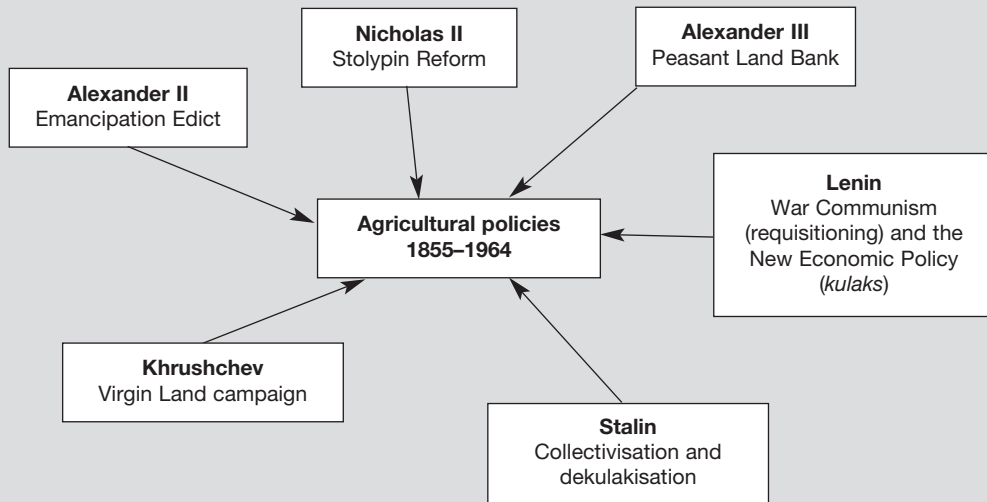 Nicholas II
Stolypin Reform
Alexander III
Peasant Land Bank
Alexander II
Emancipation Edict
Lenin
War Communism
(requisitioning) and the
New Economic Policy
(kulaks)
Agricultural policies
1855–1964
Khrushchev
Virgin Land campaign
Stalin
Collectivisation and
dekulakisation